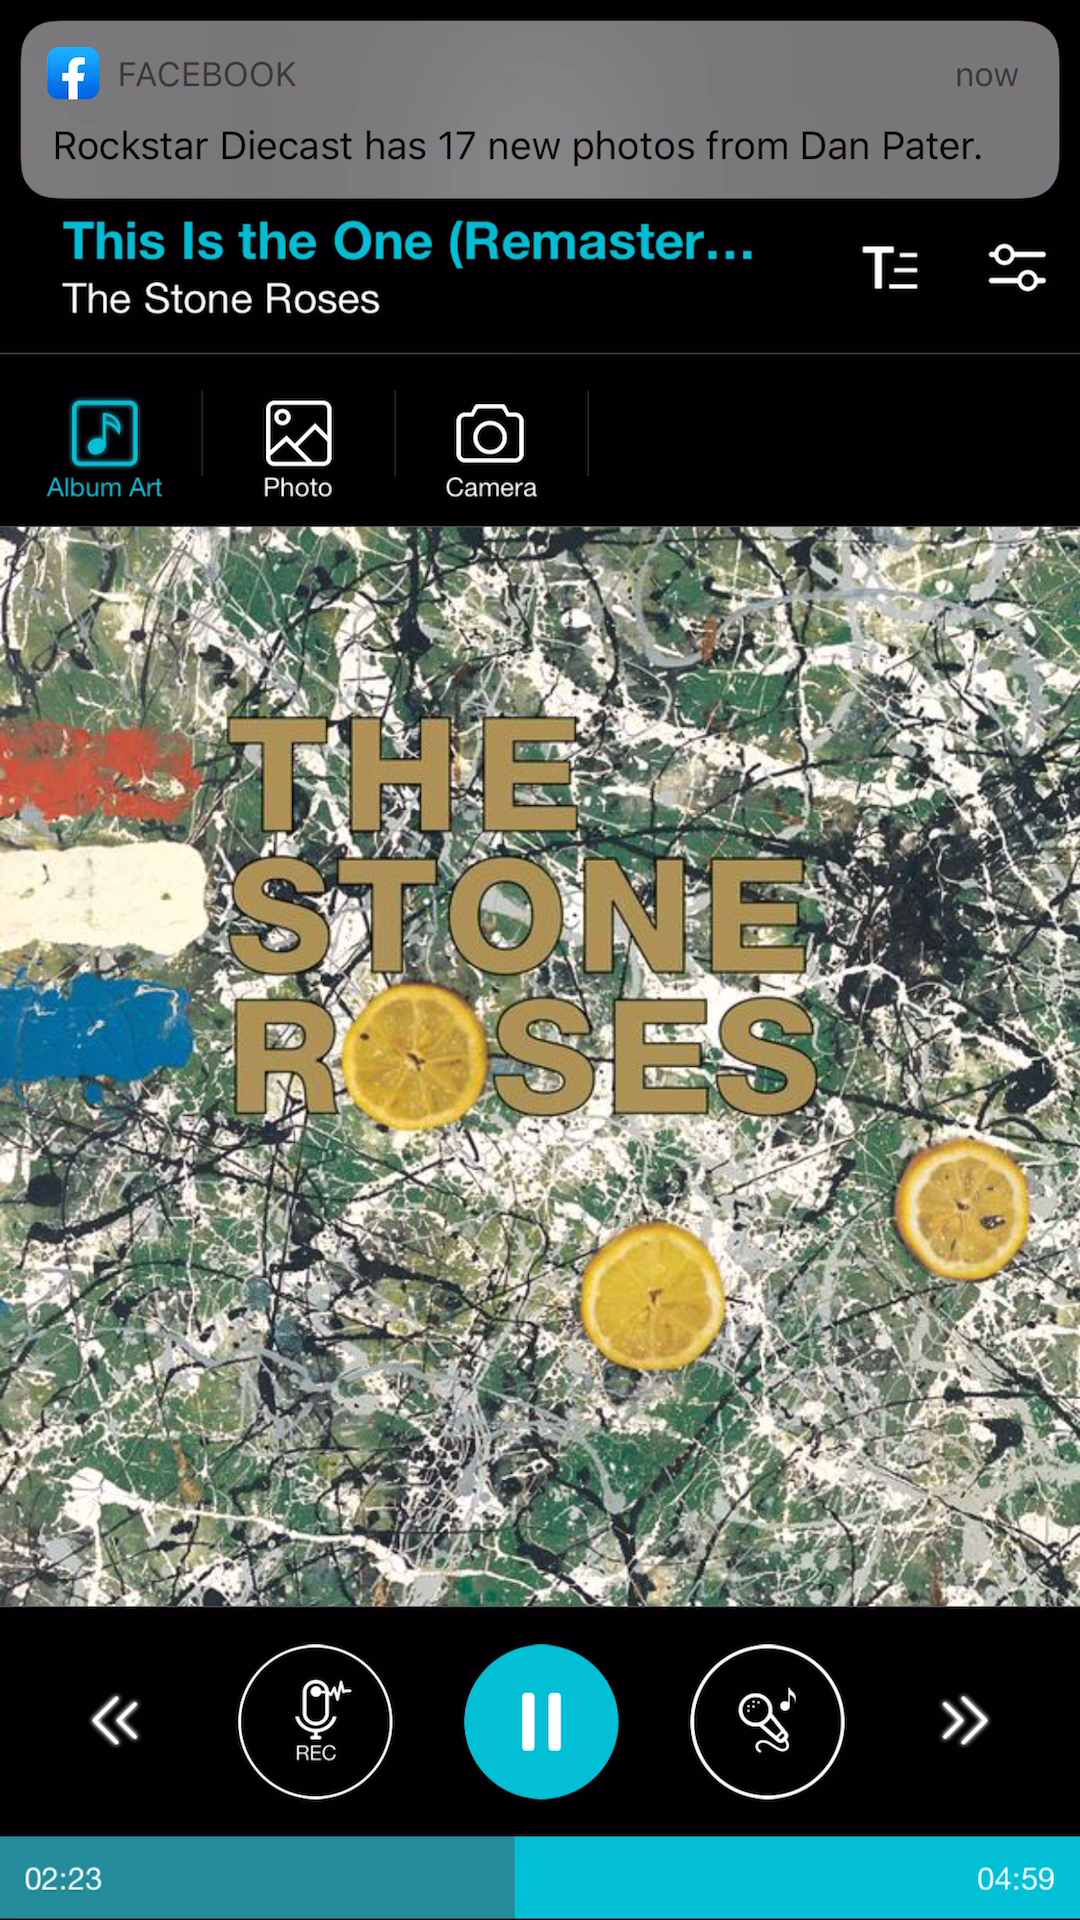 FACEBOOK now
Rockstar Diecast has 17 new photos from Dan Pater.
This Is the One (Remaster...
The Stone Roses
Album Art Photo Camera
THE
STONE
ROSES
REC
02:23 04:59